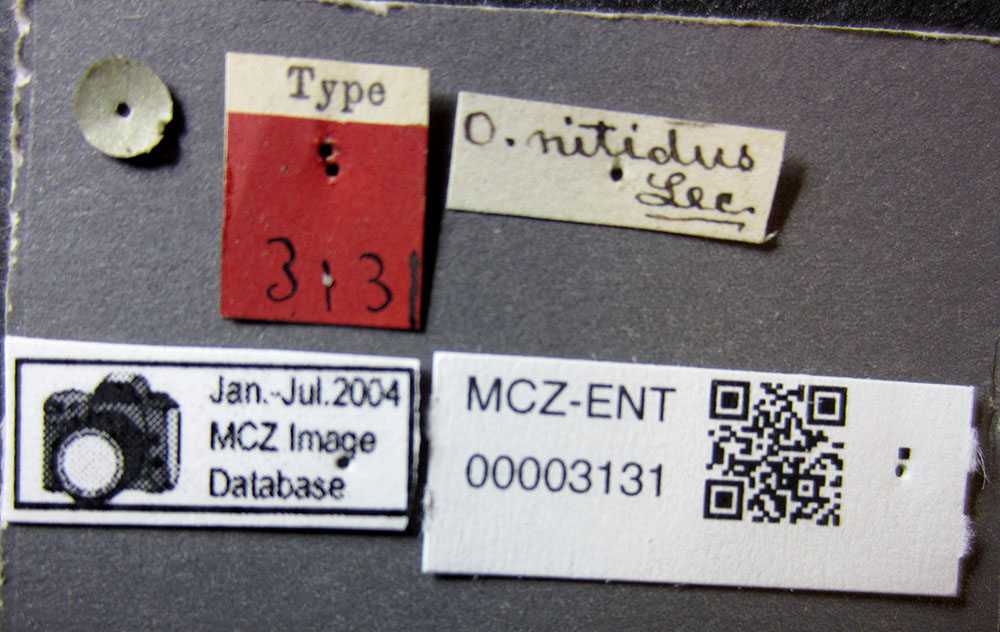 Type
3131
O. nitidus
Lec.
Jan.-Jul.2004
MCZ Image
Database
MCZ-ENT
00003131